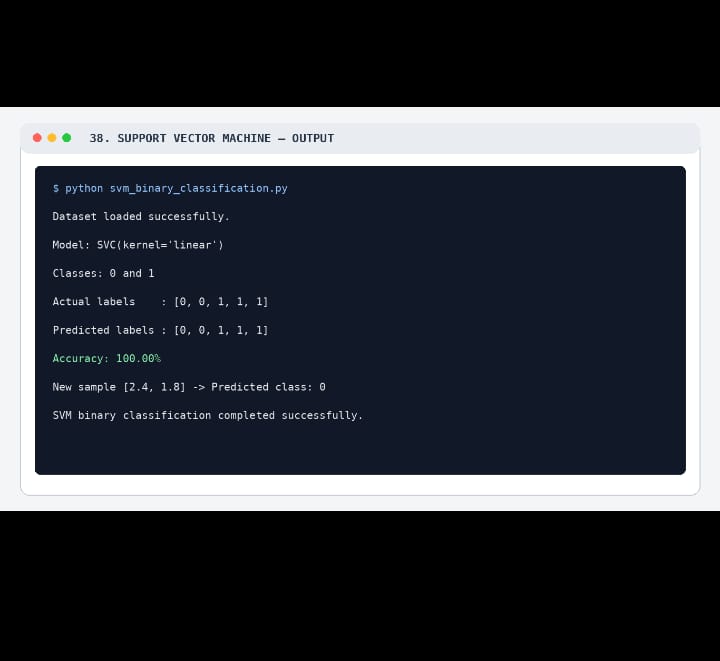 38. SUPPORT VECTOR MACHINE — OUTPUT
$ python svm_binary_classification.py
Dataset loaded successfully.
Model: SVC(kernel='linear')
Classes: 0 and 1
Actual labels    : [0, 0, 1, 1, 1]
Predicted labels : [0, 0, 1, 1, 1]
Accuracy: 100.00%
New sample [2.4, 1.8] -> Predicted class: 0
SVM binary classification completed successfully.